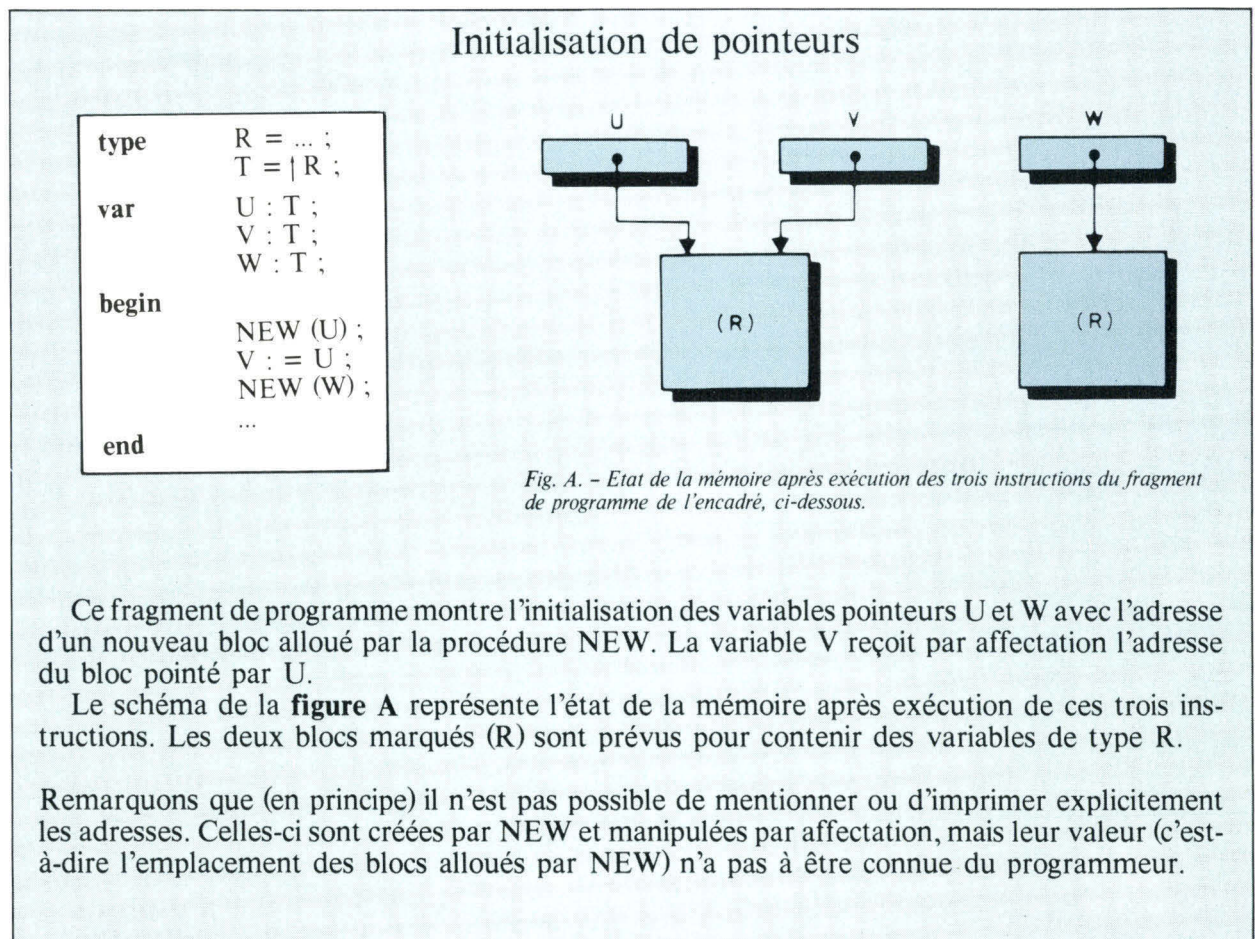 Initialisation de pointeurs
type R = ... ;
T = ↑ R ;
var U : T ;
V : T ;
W : T ;
begin
NEW (U) ;
V : = U ;
NEW (W) ;
...
end
U V W
(R) (R)
Fig. A. – Etat de la mémoire après exécution des trois instructions du fragment
de programme de l'encadré, ci-dessous.
Ce fragment de programme montre l'initialisation des variables pointeurs U et W avec l'adresse
d'un nouveau bloc alloué par la procédure NEW. La variable V reçoit par affectation l'adresse
du bloc pointé par U.
Le schéma de la figure A représente l'état de la mémoire après exécution de ces trois ins-
tructions. Les deux blocs marqués (R) sont prévus pour contenir des variables de type R.
Remarquons que (en principe) il n'est pas possible de mentionner ou d'imprimer explicitement
les adresses. Celles-ci sont créées par NEW et manipulées par affectation, mais leur valeur (c'est-
à-dire l'emplacement des blocs alloués par NEW) n'a pas à être connue du programmeur.